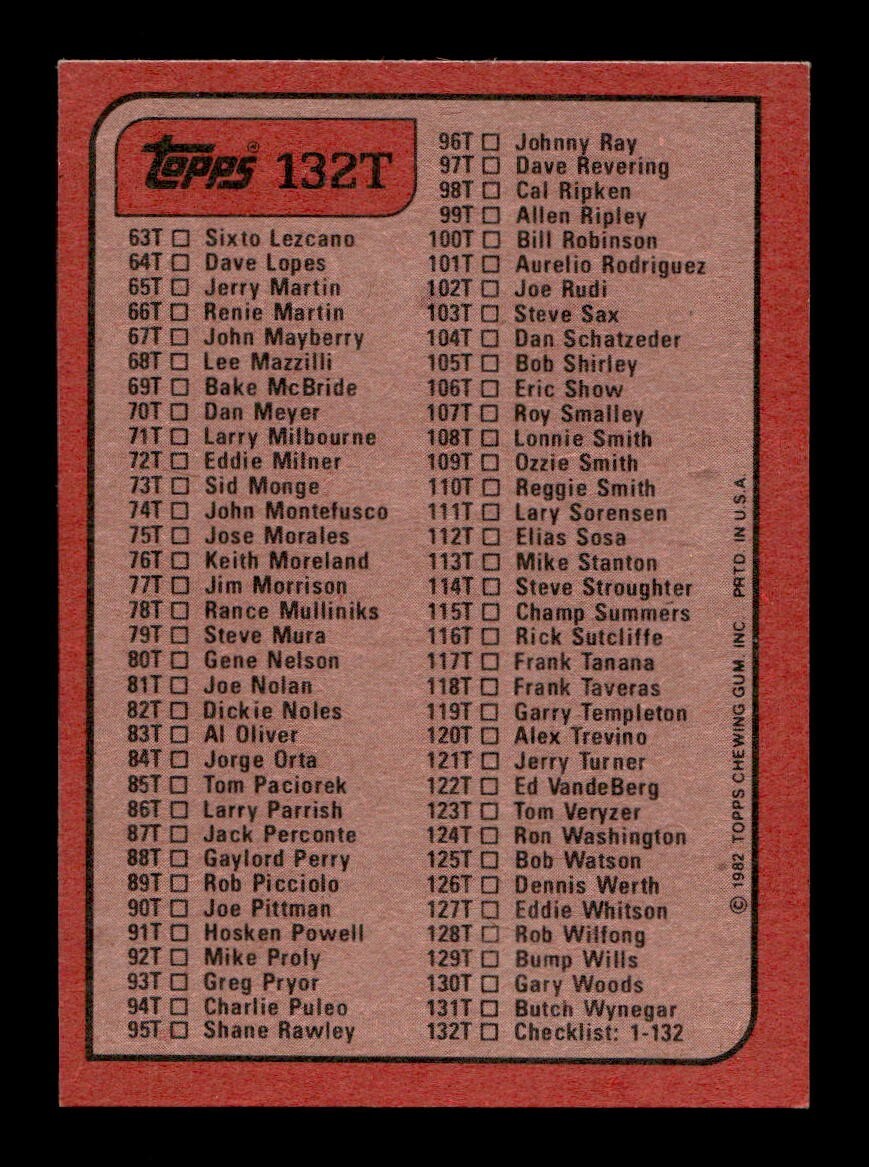 Topps® 132T
63T □ Sixto Lezcano
64T □ Dave Lopes
65T □ Jerry Martin
66T □ Renie Martin
67T □ John Mayberry
68T □ Lee Mazzilli
69T □ Bake McBride
70T □ Dan Meyer
71T □ Larry Milbourne
72T □ Eddie Milner
73T □ Sid Monge
74T □ John Montefusco
75T □ Jose Morales
76T □ Keith Moreland
77T □ Jim Morrison
78T □ Rance Mulliniks
79T □ Steve Mura
80T □ Gene Nelson
81T □ Joe Nolan
82T □ Dickie Noles
83T □ Al Oliver
84T □ Jorge Orta
85T □ Tom Paciorek
86T □ Larry Parrish
87T □ Jack Perconte
88T □ Gaylord Perry
89T □ Rob Picciolo
90T □ Joe Pittman
91T □ Hosken Powell
92T □ Mike Proly
93T □ Greg Pryor
94T □ Charlie Puleo
95T □ Shane Rawley
96T □ Johnny Ray
97T □ Dave Revering
98T □ Cal Ripken
99T □ Allen Ripley
100T □ Bill Robinson
101T □ Aurelio Rodriguez
102T □ Joe Rudi
103T □ Steve Sax
104T □ Dan Schatzeder
105T □ Bob Shirley
106T □ Eric Show
107T □ Roy Smalley
108T □ Lonnie Smith
109T □ Ozzie Smith
110T □ Reggie Smith
111T □ Lary Sorensen
112T □ Elias Sosa
113T □ Mike Stanton
114T □ Steve Stroughter
115T □ Champ Summers
116T □ Rick Sutcliffe
117T □ Frank Tanana
118T □ Frank Taveras
119T □ Garry Templeton
120T □ Alex Trevino
121T □ Jerry Turner
122T □ Ed VandeBerg
123T □ Tom Veryzer
124T □ Ron Washington
125T □ Bob Watson
126T □ Dennis Werth
127T □ Eddie Whitson
128T □ Rob Wilfong
129T □ Bump Wills
130T □ Gary Woods
131T □ Butch Wynegar
132T □ Checklist: 1-132
© 1982 TOPPS CHEWING GUM, INC. PRTD. IN U.S.A.